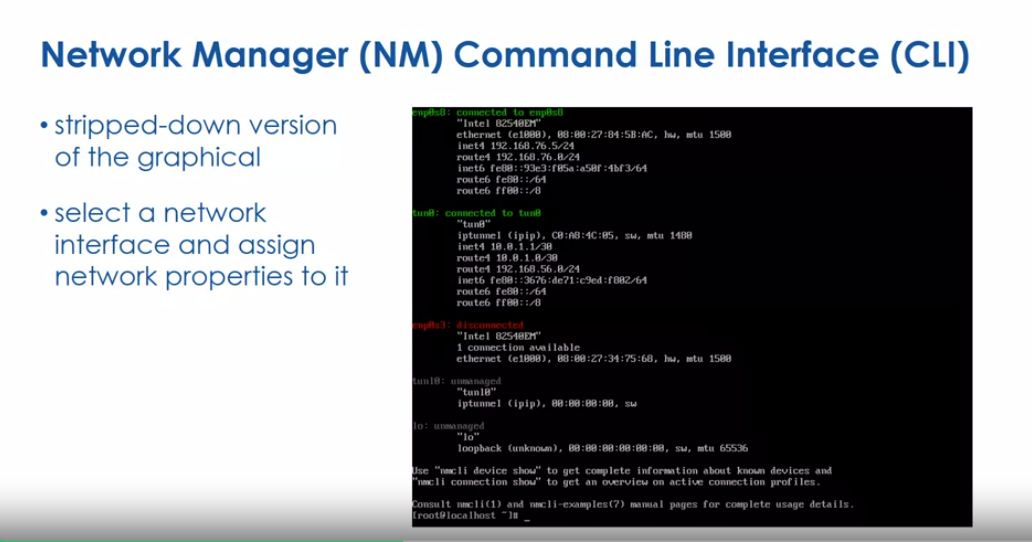 Network Manager (NM) Command Line Interface (CLI)
• stripped-down version
of the graphical
• select a network
interface and assign
network properties to it
enp0s8: connected to enp0s8
"Intel 82540EM"
ethernet (e1000), 08:00:27:84:5B:AC, hw, mtu 1500
inet4 192.168.76.5/24
route4 192.168.76.0/24
inet6 fe80::93e3:f05a:a50f:4bf3/64
route6 fe80::/64
route6 ff00::/8
tun0: connected to tun0
"tun0"
iptunnel (ipip), C0:A8:4C:05, sw, mtu 1480
inet4 10.0.1.1/30
route4 10.0.1.0/30
route4 192.168.56.0/24
inet6 fe80::3676:de71:c9ed:f802/64
route6 fe80::/64
route6 ff00::/8
enp0s3: disconnected
"Intel 82540EM"
1 connection available
ethernet (e1000), 08:00:27:34:75:68, hw, mtu 1500
tunl0: unmanaged
"tunl0"
iptunnel (ipip), 00:00:00:00, sw
lo: unmanaged
"lo"
loopback (unknown), 00:00:00:00:00:00, sw, mtu 65536
Use "nmcli device show" to get complete information about known devices and
"nmcli connection show" to get an overview on active connection profiles.
Consult nmcli(1) and nmcli-examples(7) manual pages for complete usage details.
[root@localhost ~]# _